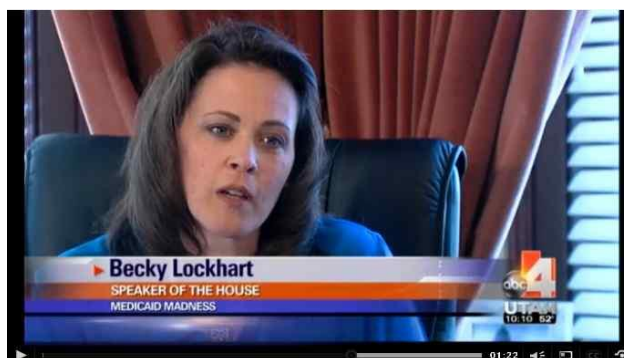 Becky Lockhart
SPEAKER OF THE HOUSE
MEDICAID MADNESS
abc 4
UTAH
10:10 52°
01:22